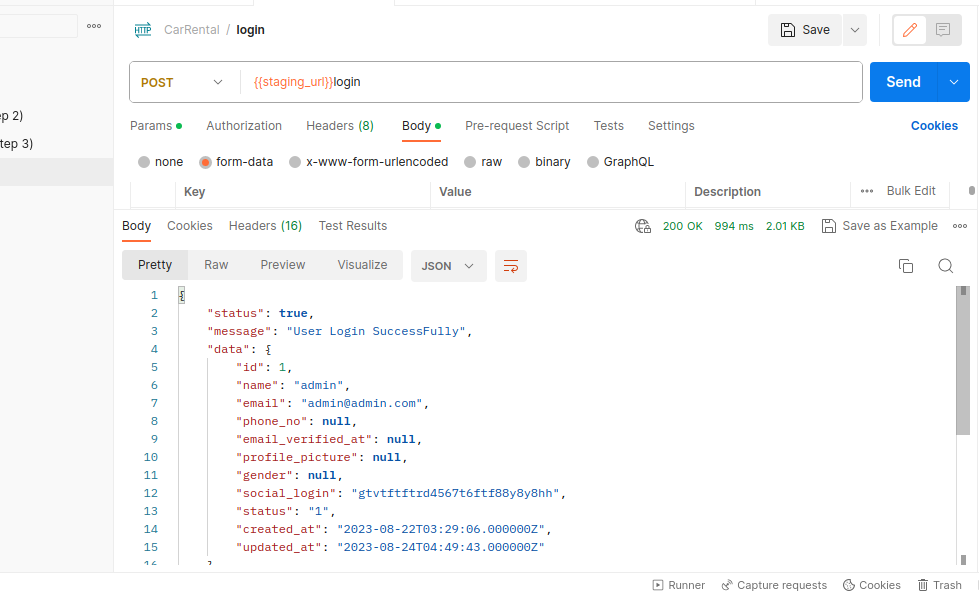 CarRental / login
Save
ep 2)
tep 3)
POST
{{staging_url}}login
Send
Params Authorization Headers (8) Body Pre-request Script Tests Settings Cookies
none form-data x-www-form-urlencoded raw binary GraphQL
Key Value Description Bulk Edit
Body Cookies Headers (16) Test Results 200 OK 994 ms 2.01 KB Save as Example
Pretty Raw Preview Visualize JSON
1 {
2 "status": true,
3 "message": "User Login SuccessFully",
4 "data": {
5 "id": 1,
6 "name": "admin",
7 "email": "admin@admin.com",
8 "phone_no": null,
9 "email_verified_at": null,
10 "profile_picture": null,
11 "gender": null,
12 "social_login": "gtvtftftrd4567t6ftf88y8y8hh",
13 "status": "1",
14 "created_at": "2023-08-22T03:29:06.000000Z",
15 "updated_at": "2023-08-24T04:49:43.000000Z"
Runner Capture requests Cookies Trash